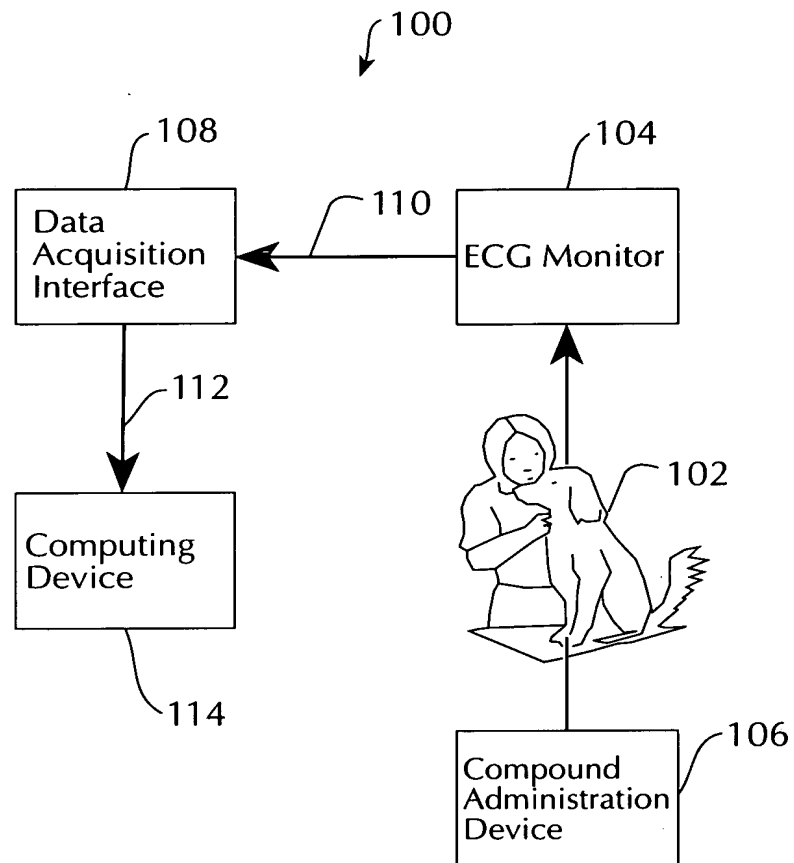 100
108
104
Data
Acquisition
Interface
110
ECG Monitor
112
102
Computing
Device
114
106
Compound
Administration
Device